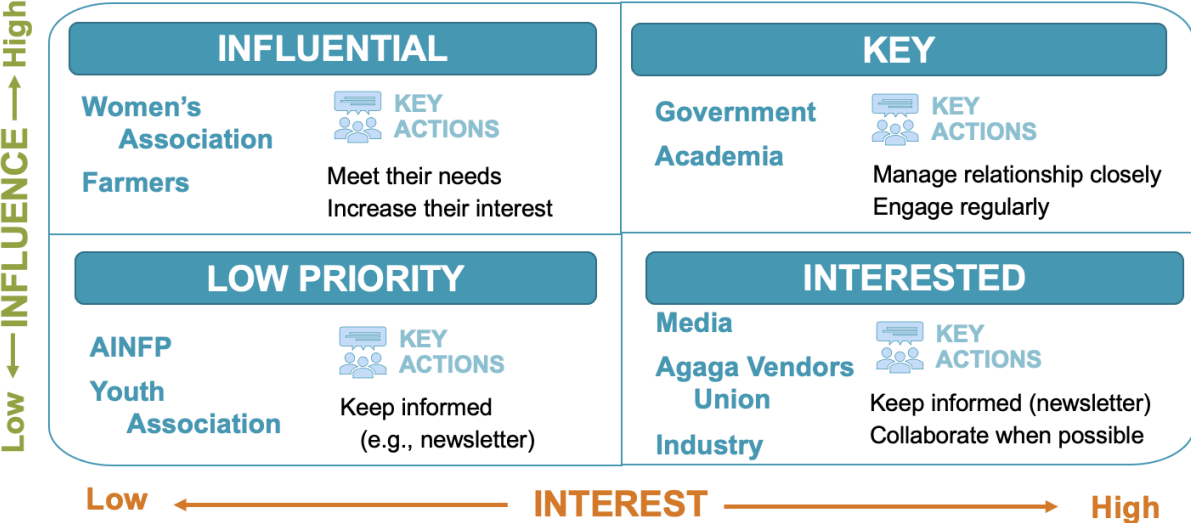 High
INFLUENCE
Low
INFLUENTIAL
Women's
Association
Farmers
KEY
ACTIONS
Meet their needs
Increase their interest
KEY
Government
Academia
KEY
ACTIONS
Manage relationship closely
Engage regularly
LOW PRIORITY
AINFP
Youth
Association
KEY
ACTIONS
Keep informed
(e.g., newsletter)
INTERESTED
Media
Agaga Vendors
Union
Industry
KEY
ACTIONS
Keep informed (newsletter)
Collaborate when possible
Low
INTEREST
High